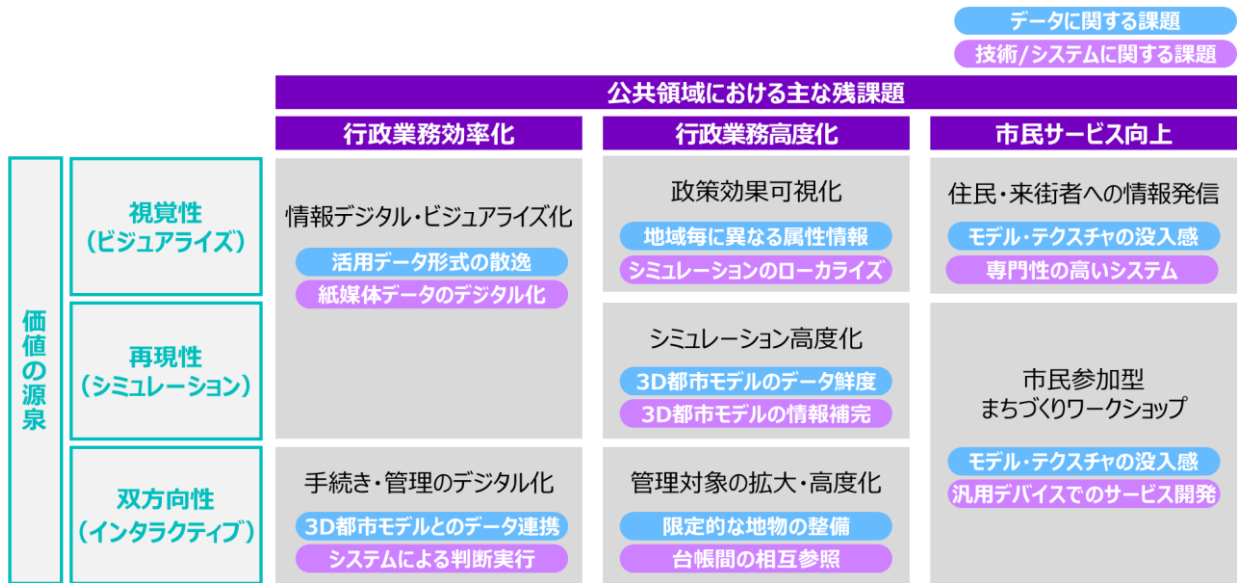 データに関する課題
技術/システムに関する課題
公共領域における主な残課題
行政業務効率化
行政業務高度化
市民サービス向上
価値の源泉
視覚性
（ビジュアライズ）
情報デジタル・ビジュアライズ化
活用データ形式の散逸
紙媒体データのデジタル化
政策効果可視化
地域毎に異なる属性情報
シミュレーションのローカライズ
住民・来街者への情報発信
モデル・テクスチャの没入感
専門性の高いシステム
再現性
（シミュレーション）
シミュレーション高度化
3D都市モデルのデータ鮮度
3D都市モデルの情報補完
市民参加型
まちづくりワークショップ
モデル・テクスチャの没入感
汎用デバイスでのサービス開発
双方向性
（インタラクティブ）
手続き・管理のデジタル化
3D都市モデルとのデータ連携
システムによる判断実行
管理対象の拡大・高度化
限定的な地物の整備
台帳間の相互参照